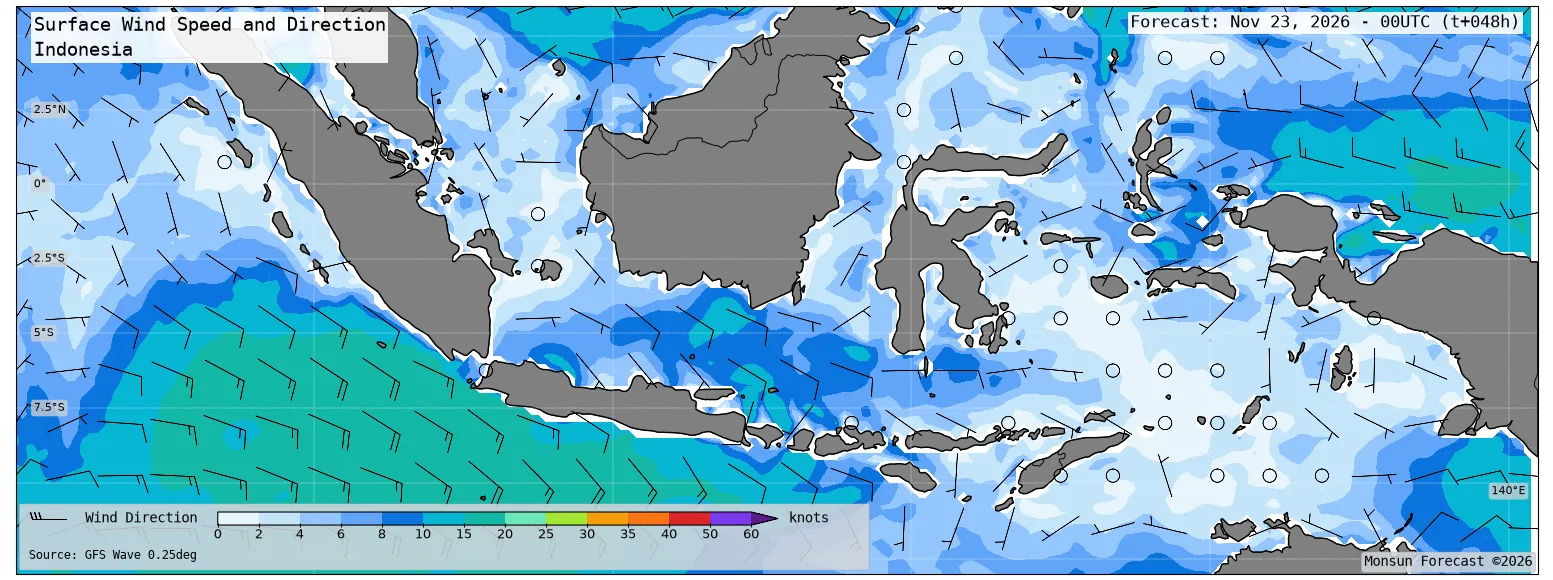 Surface Wind Speed and Direction
Indonesia
Forecast: Nov 23, 2026 - 00UTC (t+048h)
2.5°N
0°
2.5°S
5°S
7.5°S
140°E
Wind Direction
knots
0 2 4 6 8 10 15 20 25 30 35 40 50 60
Source: GFS Wave 0.25deg
Monsun Forecast ©2026